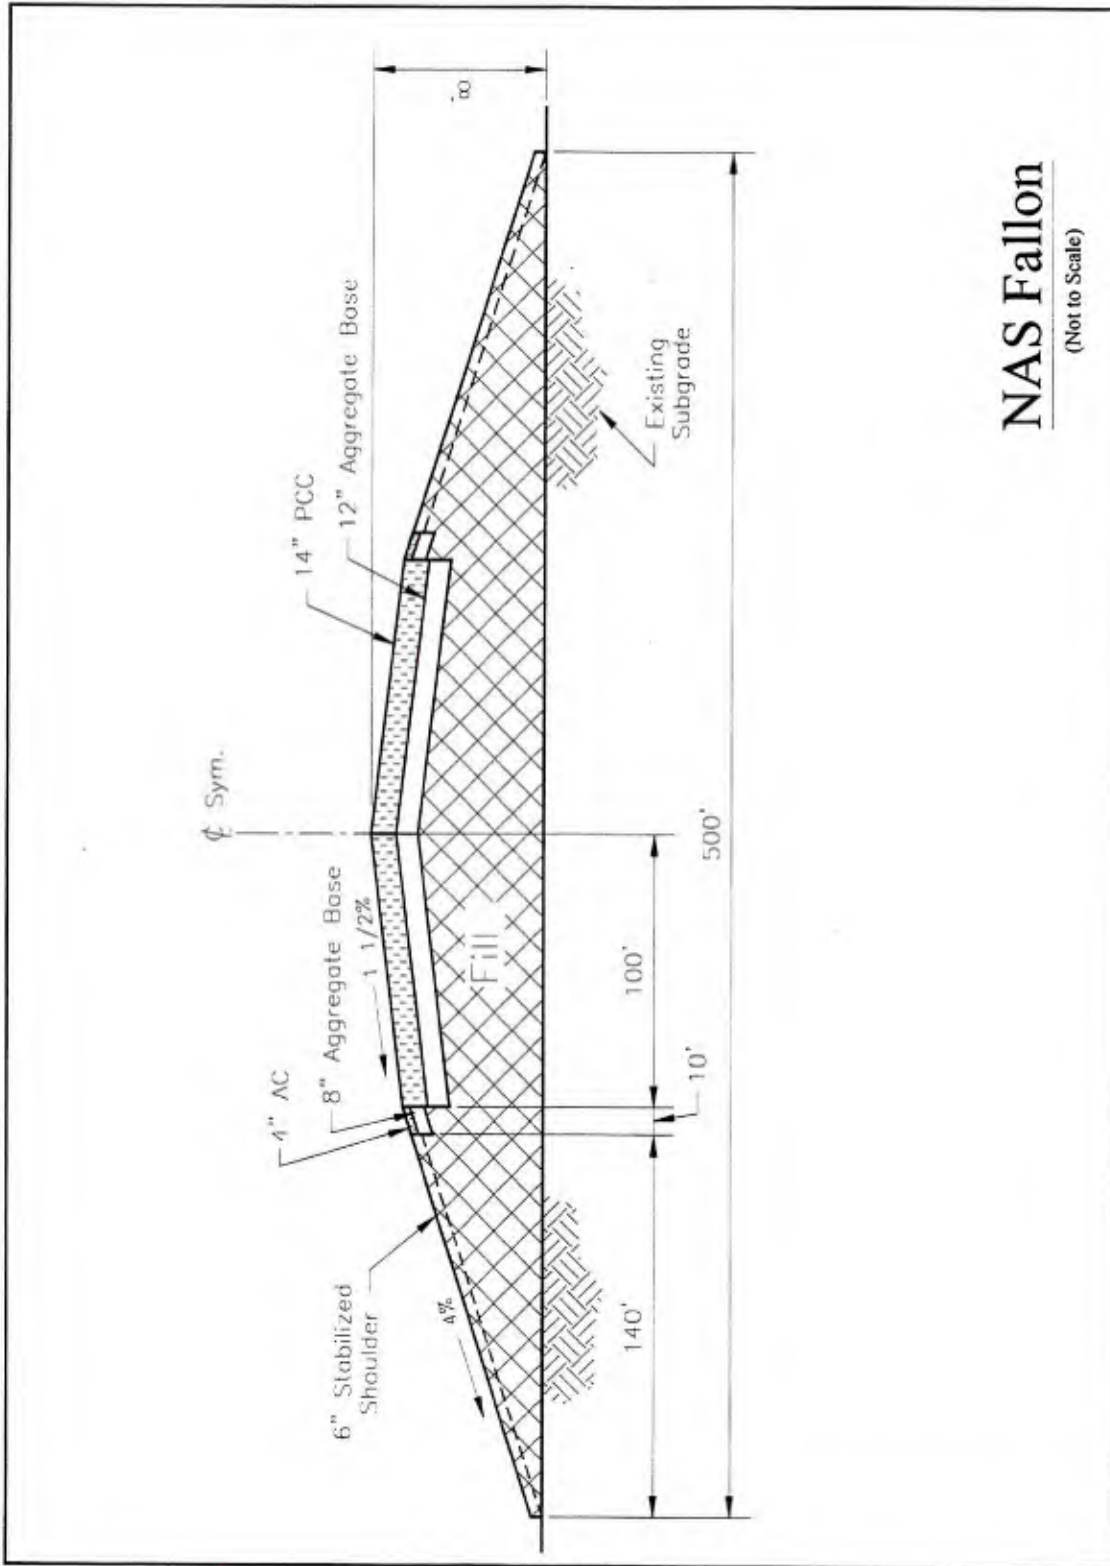 ℄ Sym.
14" PCC
12" Aggregate Base
4" AC
8" Aggregate Base
1 1/2%
8'
6" Stabilized
Shoulder
4%
Fill
Existing
Subgrade
100'
10'
140'
500'
NAS Fallon
(Not to Scale)